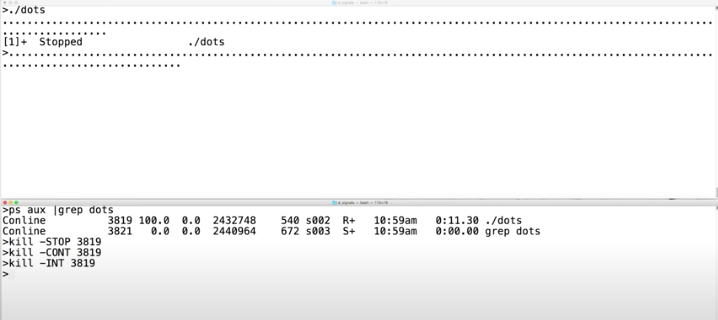 >./dots
..................................................................................................................
.................
[1]+  Stopped                 ./dots
>.................................................................................................................
.............................
>ps aux |grep dots
Conline          3819 100.0  0.0  2432748    540 s002  R+   10:59am   0:11.30 ./dots
Conline          3821   0.0  0.0  2440964    672 s003  S+   10:59am   0:00.00 grep dots
>kill -STOP 3819
>kill -CONT 3819
>kill -INT 3819
>